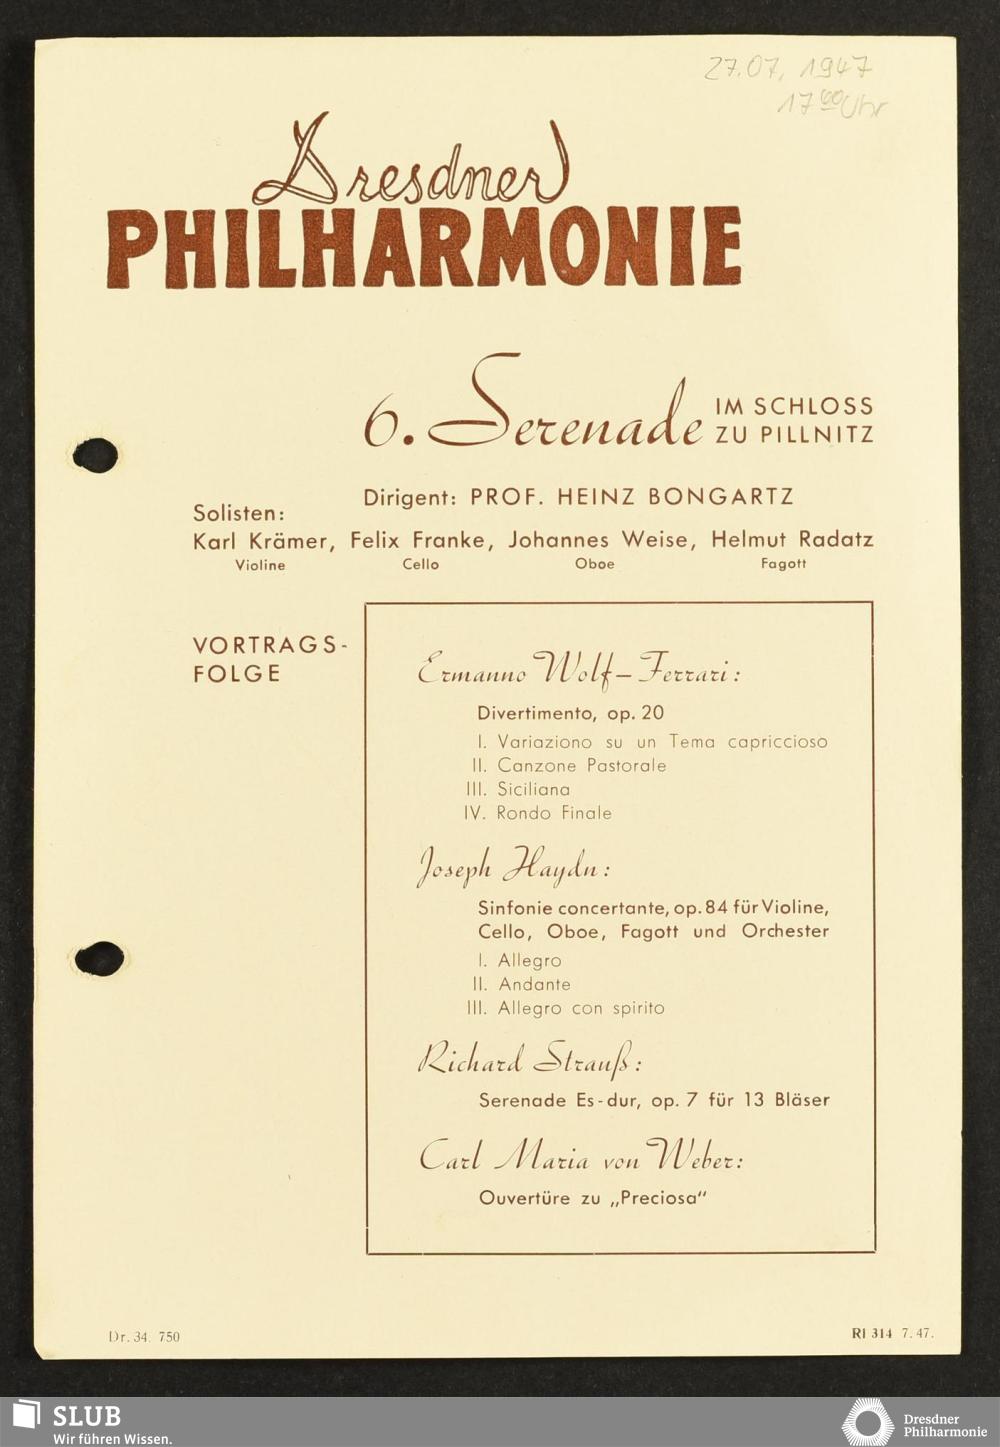 27.07. 1947
17 00 Uhr
Dresdner
PHILHARMONIE
6. Serenade IM SCHLOSS
ZU PILLNITZ
Dirigent: PROF. HEINZ BONGARTZ
Solisten:
Karl Krämer, Felix Franke, Johannes Weise, Helmut Radatz
Violine Cello Oboe Fagott
VORTRAGS-
FOLGE
Ermanno Wolf-Ferrari:
Divertimento, op. 20
I. Variaziono su un Tema capriccioso
II. Canzone Pastorale
III. Siciliana
IV. Rondo Finale
Joseph Haydn:
Sinfonie concertante, op. 84 für Violine,
Cello, Oboe, Fagott und Orchester
I. Allegro
II. Andante
III. Allegro con spirito
Richard Strauß:
Serenade Es-dur, op. 7 für 13 Bläser
Carl Maria von Weber:
Ouvertüre zu „Preciosa"
Dr. 34. 750
RI 314 7. 47.
SLUB
Wir führen Wissen.
Dresdner
Philharmonie